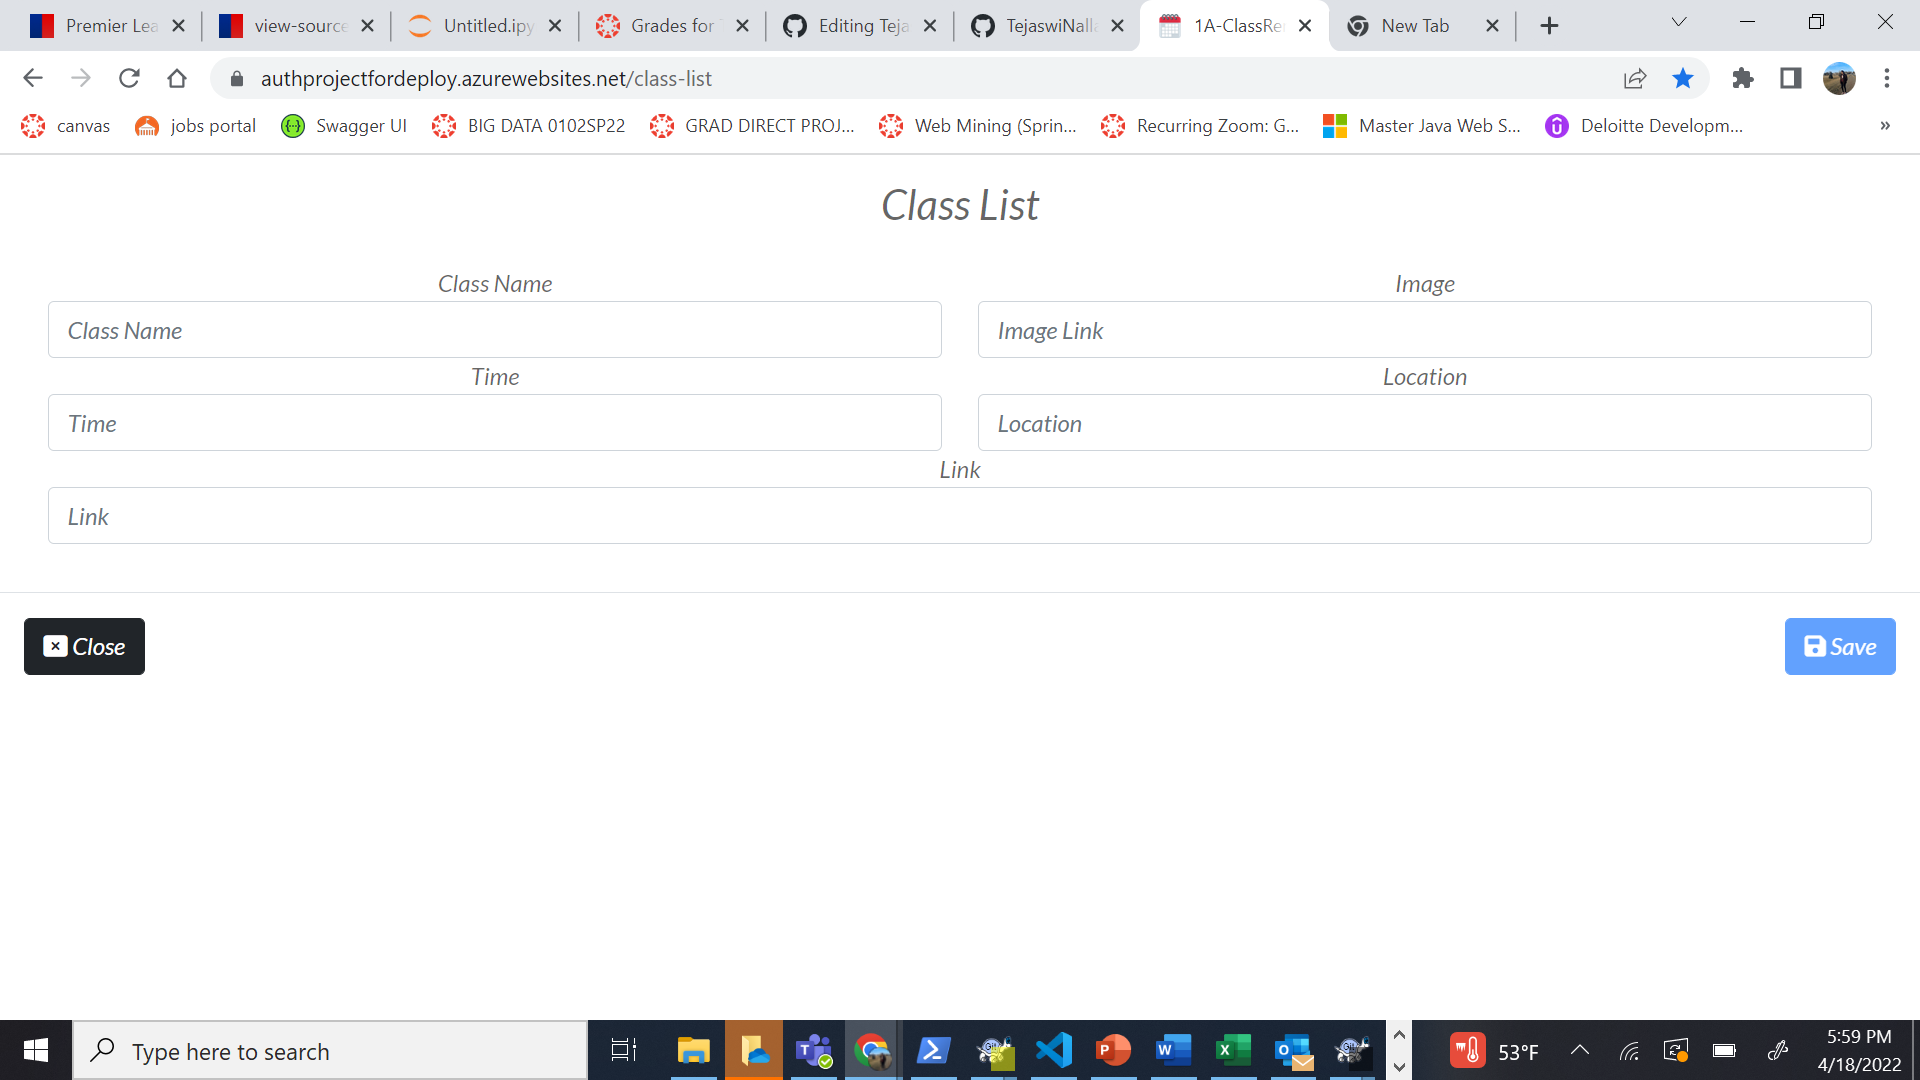 Premier Lea
view-source
Untitled.ipy
Grades for T
Editing Teja
TejaswiNalla
1A-ClassRe
New Tab
authprojectfordeploy.azurewebsites.net/class-list
canvas
jobs portal
Swagger UI
BIG DATA 0102SP22
GRAD DIRECT PROJ...
Web Mining (Sprin...
Recurring Zoom: G...
Master Java Web S...
Deloitte Developm...
»
Class List
Class Name
Image
Class Name
Image Link
Time
Location
Time
Location
Link
Link
Close
Save
Type here to search
53°F
5:59 PM
4/18/2022